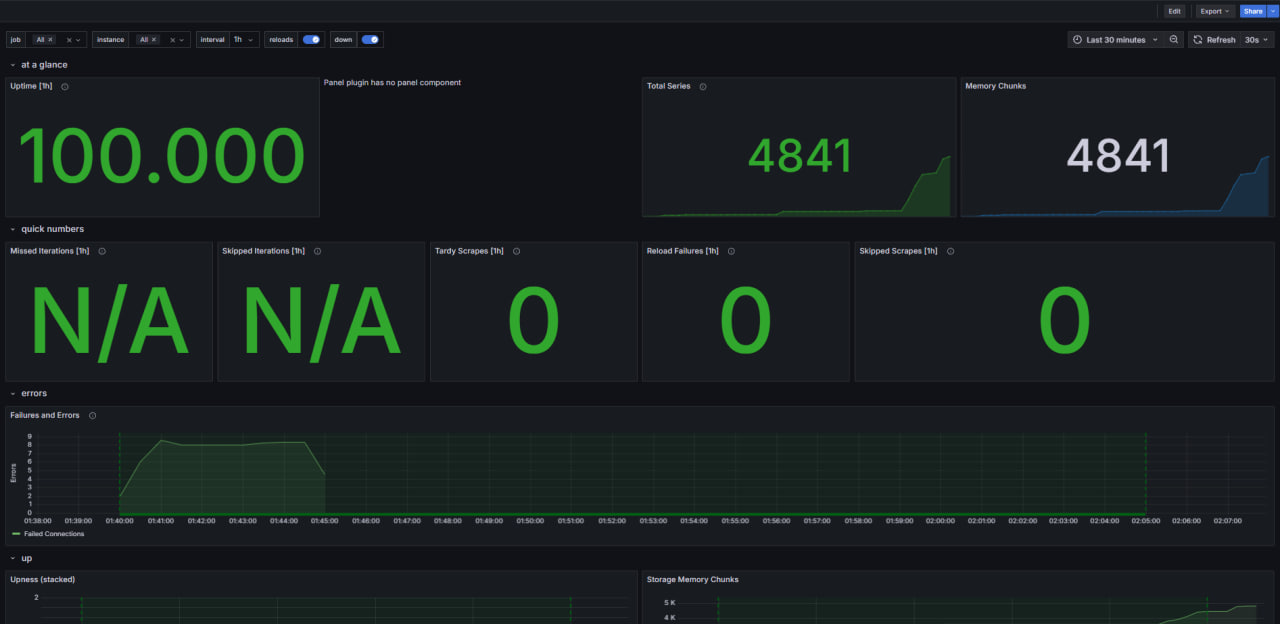 Edit Export Share
job All × × instance All × × interval 1h reloads down Last 30 minutes Refresh 30s
at a glance
Uptime [1h]
100.000
Panel plugin has no panel component
Total Series
4841
Memory Chunks
4841
quick numbers
Missed Iterations [1h]
N/A
Skipped Iterations [1h]
N/A
Tardy Scrapes [1h]
0
Reload Failures [1h]
0
Skipped Scrapes [1h]
0
errors
Failures and Errors
Errors
9
8
7
6
5
4
3
2
1
0
01:38:00 01:39:00 01:40:00 01:41:00 01:42:00 01:43:00 01:44:00 01:45:00 01:46:00 01:47:00 01:48:00 01:49:00 01:50:00 01:51:00 01:52:00 01:53:00 01:54:00 01:55:00 01:56:00 01:57:00 01:58:00 01:59:00 02:00:00 02:01:00 02:02:00 02:03:00 02:04:00 02:05:00 02:06:00 02:07:00
Failed Connections
up
Upness (stacked)
2
Storage Memory Chunks
5 K
4 K